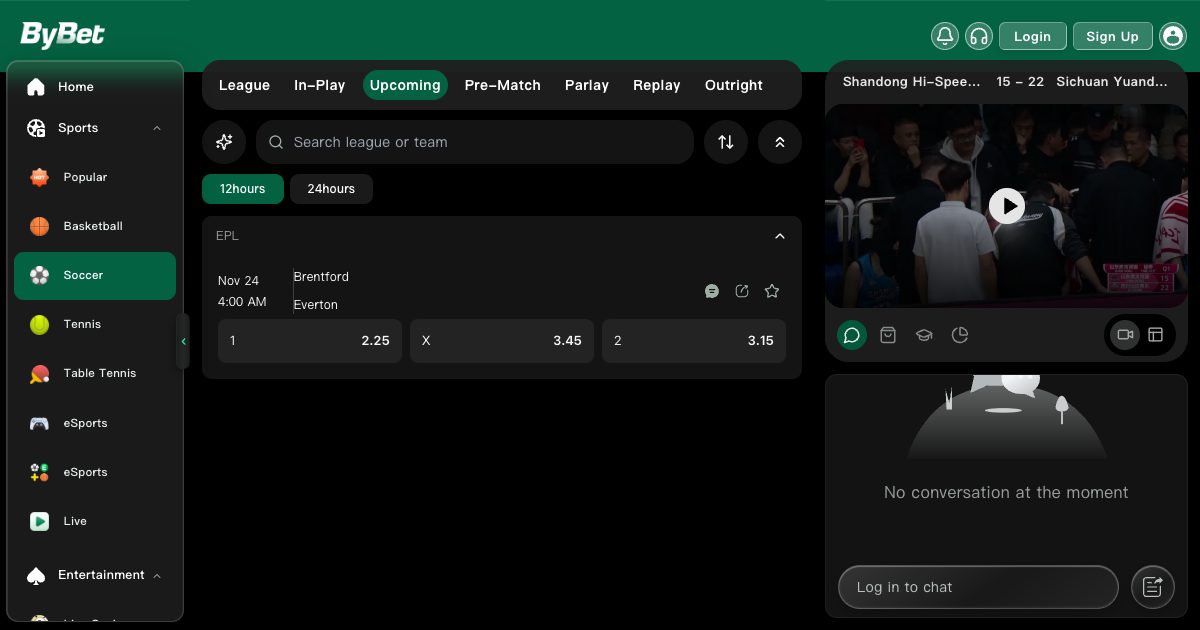 ByBet
Login
Sign Up
Home
Sports
Popular
Basketball
Soccer
Tennis
Table Tennis
eSports
eSports
Live
Entertainment
League
In-Play
Upcoming
Pre-Match
Parlay
Replay
Outright
Search league or team
12hours
24hours
EPL
Nov 24
4:00 AM
Brentford
Everton
1 2.25
X 3.45
2 3.15
Shandong Hi-Spee... 15 - 22 Sichuan Yuand...
Q1
15
22
No conversation at the moment
Log in to chat